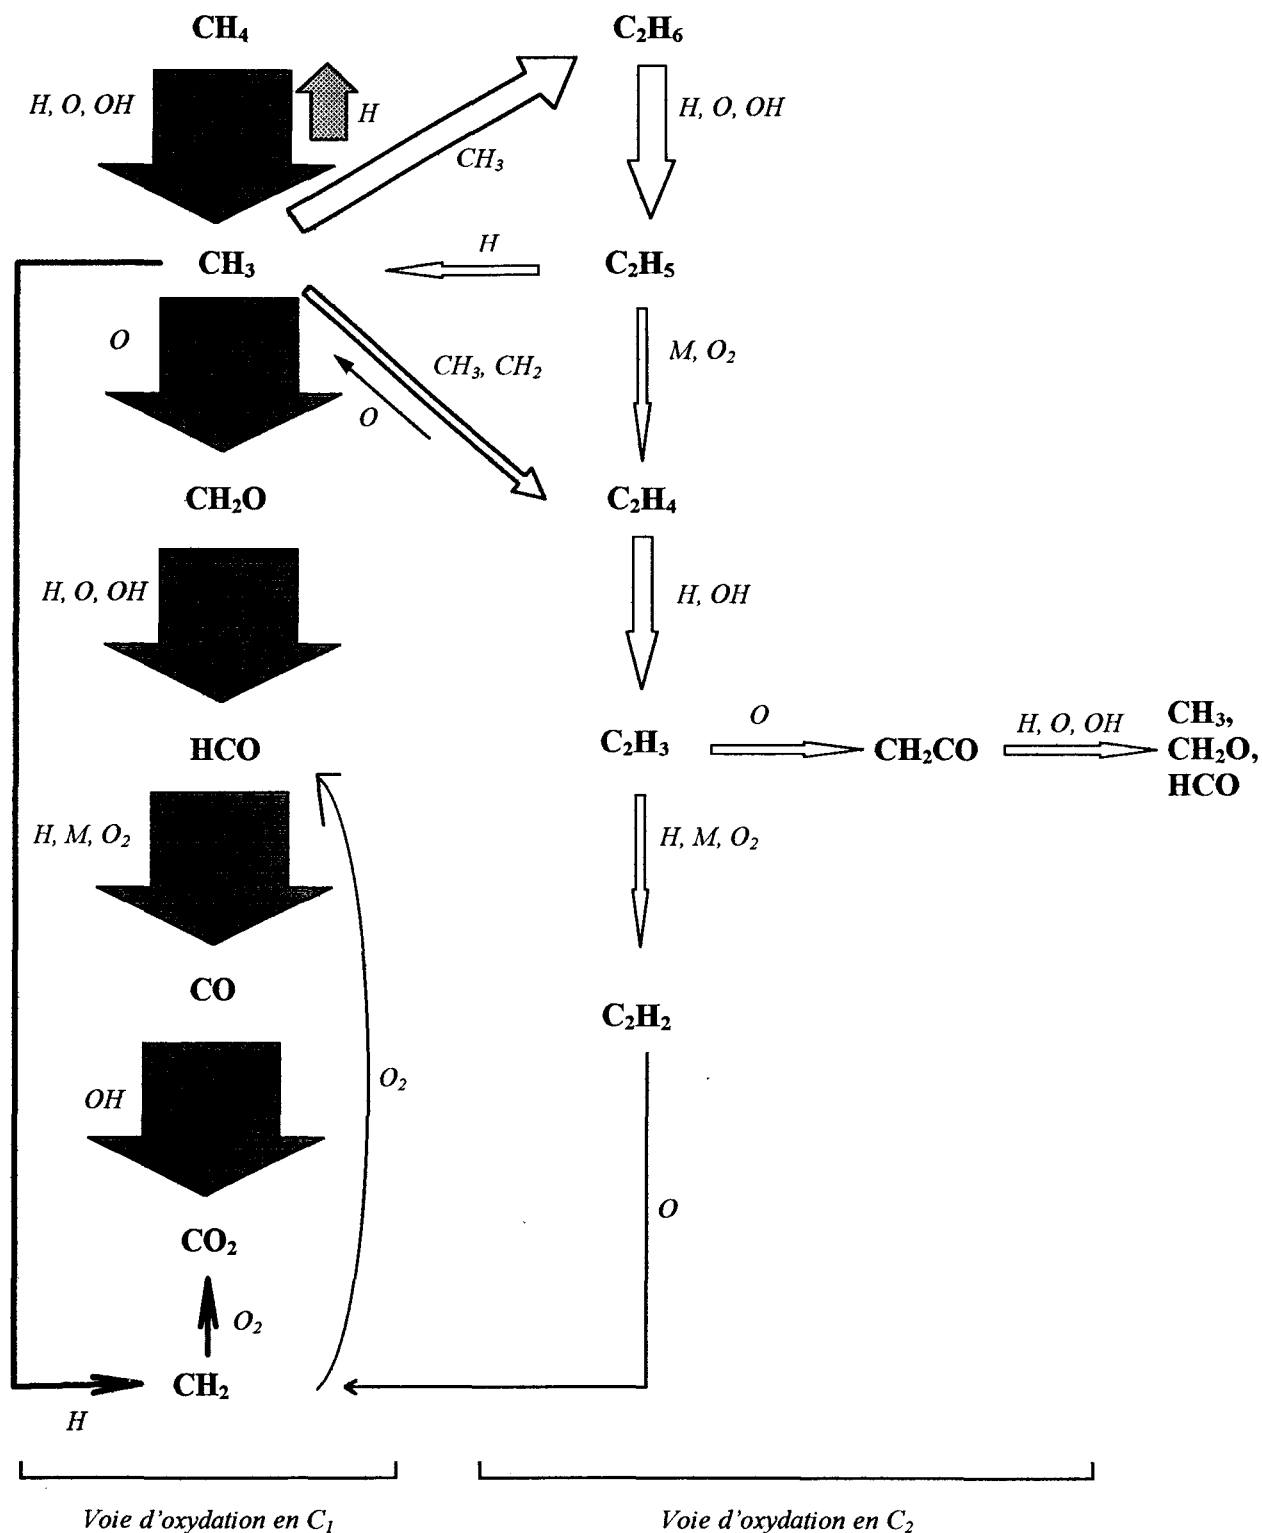 CH₄
C₂H₆
H, O, OH
H
H, O, OH
CH₃
CH₃
H
C₂H₅
O
CH₃, CH₂
M, O₂
O
CH₂O
C₂H₄
H, O, OH
H, OH
HCO
C₂H₃
O
CH₂CO
H, O, OH
CH₃,
CH₂O,
HCO
H, M, O₂
H, M, O₂
CO
C₂H₂
OH
O₂
O
CO₂
O₂
CH₂
H
Voie d'oxydation en C₁
Voie d'oxydation en C₂